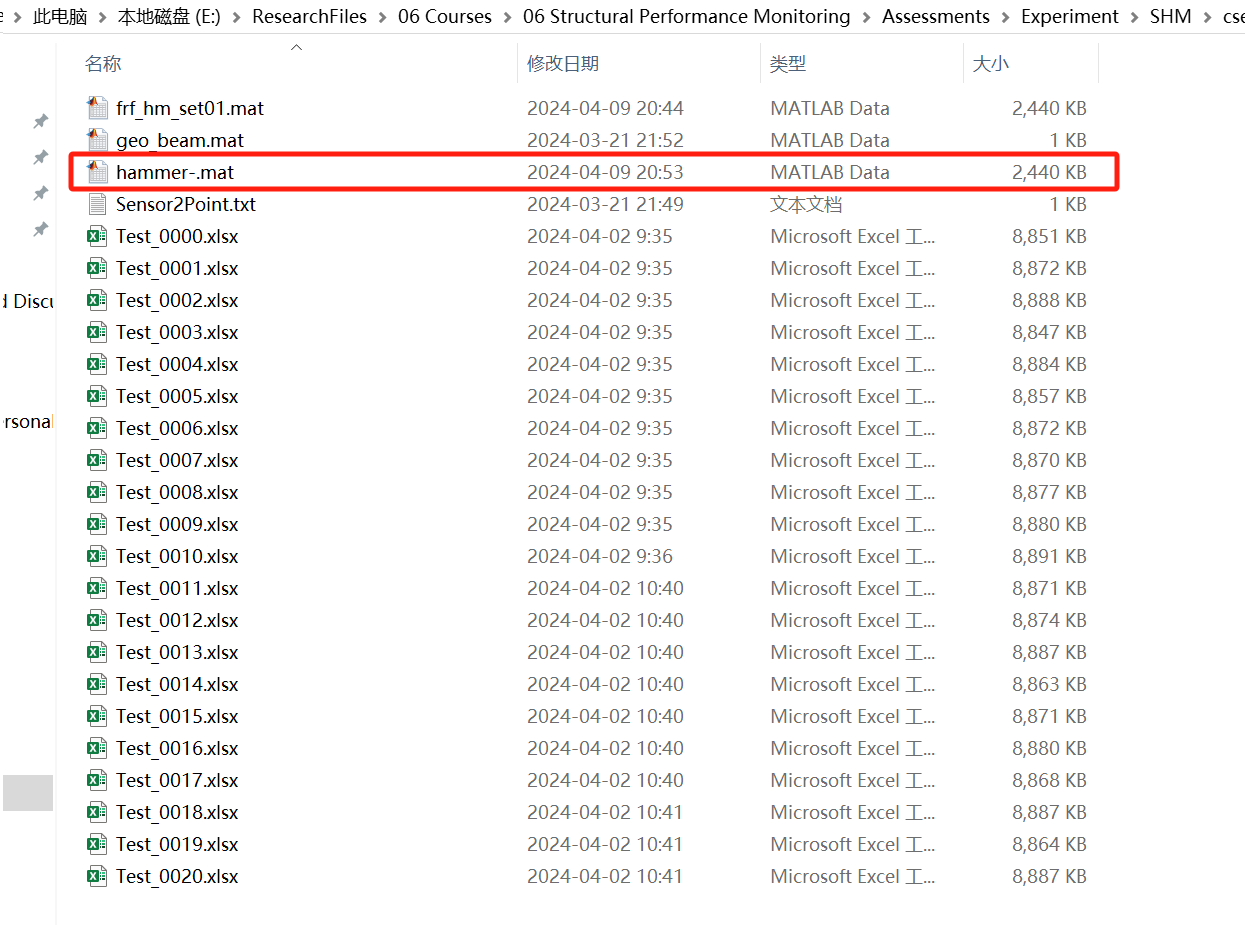 此电脑 > 本地磁盘 (E:) > ResearchFiles > 06 Courses > 06 Structural Performance Monitoring > Assessments > Experiment > SHM > cse
名称 修改日期 类型 大小
frf_hm_set01.mat 2024-04-09 20:44 MATLAB Data 2,440 KB
geo_beam.mat 2024-03-21 21:52 MATLAB Data 1 KB
hammer-.mat 2024-04-09 20:53 MATLAB Data 2,440 KB
Sensor2Point.txt 2024-03-21 21:49 文本文档 1 KB
Test_0000.xlsx 2024-04-02 9:35 Microsoft Excel 工... 8,851 KB
Test_0001.xlsx 2024-04-02 9:35 Microsoft Excel 工... 8,872 KB
d Discu
Test_0002.xlsx 2024-04-02 9:35 Microsoft Excel 工... 8,888 KB
Test_0003.xlsx 2024-04-02 9:35 Microsoft Excel 工... 8,847 KB
Test_0004.xlsx 2024-04-02 9:35 Microsoft Excel 工... 8,884 KB
Test_0005.xlsx 2024-04-02 9:35 Microsoft Excel 工... 8,857 KB
rsonal
Test_0006.xlsx 2024-04-02 9:35 Microsoft Excel 工... 8,872 KB
Test_0007.xlsx 2024-04-02 9:35 Microsoft Excel 工... 8,870 KB
Test_0008.xlsx 2024-04-02 9:35 Microsoft Excel 工... 8,877 KB
Test_0009.xlsx 2024-04-02 9:35 Microsoft Excel 工... 8,880 KB
Test_0010.xlsx 2024-04-02 9:36 Microsoft Excel 工... 8,891 KB
Test_0011.xlsx 2024-04-02 10:40 Microsoft Excel 工... 8,871 KB
Test_0012.xlsx 2024-04-02 10:40 Microsoft Excel 工... 8,874 KB
Test_0013.xlsx 2024-04-02 10:40 Microsoft Excel 工... 8,887 KB
Test_0014.xlsx 2024-04-02 10:40 Microsoft Excel 工... 8,863 KB
Test_0015.xlsx 2024-04-02 10:40 Microsoft Excel 工... 8,871 KB
Test_0016.xlsx 2024-04-02 10:40 Microsoft Excel 工... 8,880 KB
Test_0017.xlsx 2024-04-02 10:40 Microsoft Excel 工... 8,868 KB
Test_0018.xlsx 2024-04-02 10:41 Microsoft Excel 工... 8,887 KB
Test_0019.xlsx 2024-04-02 10:41 Microsoft Excel 工... 8,864 KB
Test_0020.xlsx 2024-04-02 10:41 Microsoft Excel 工... 8,887 KB